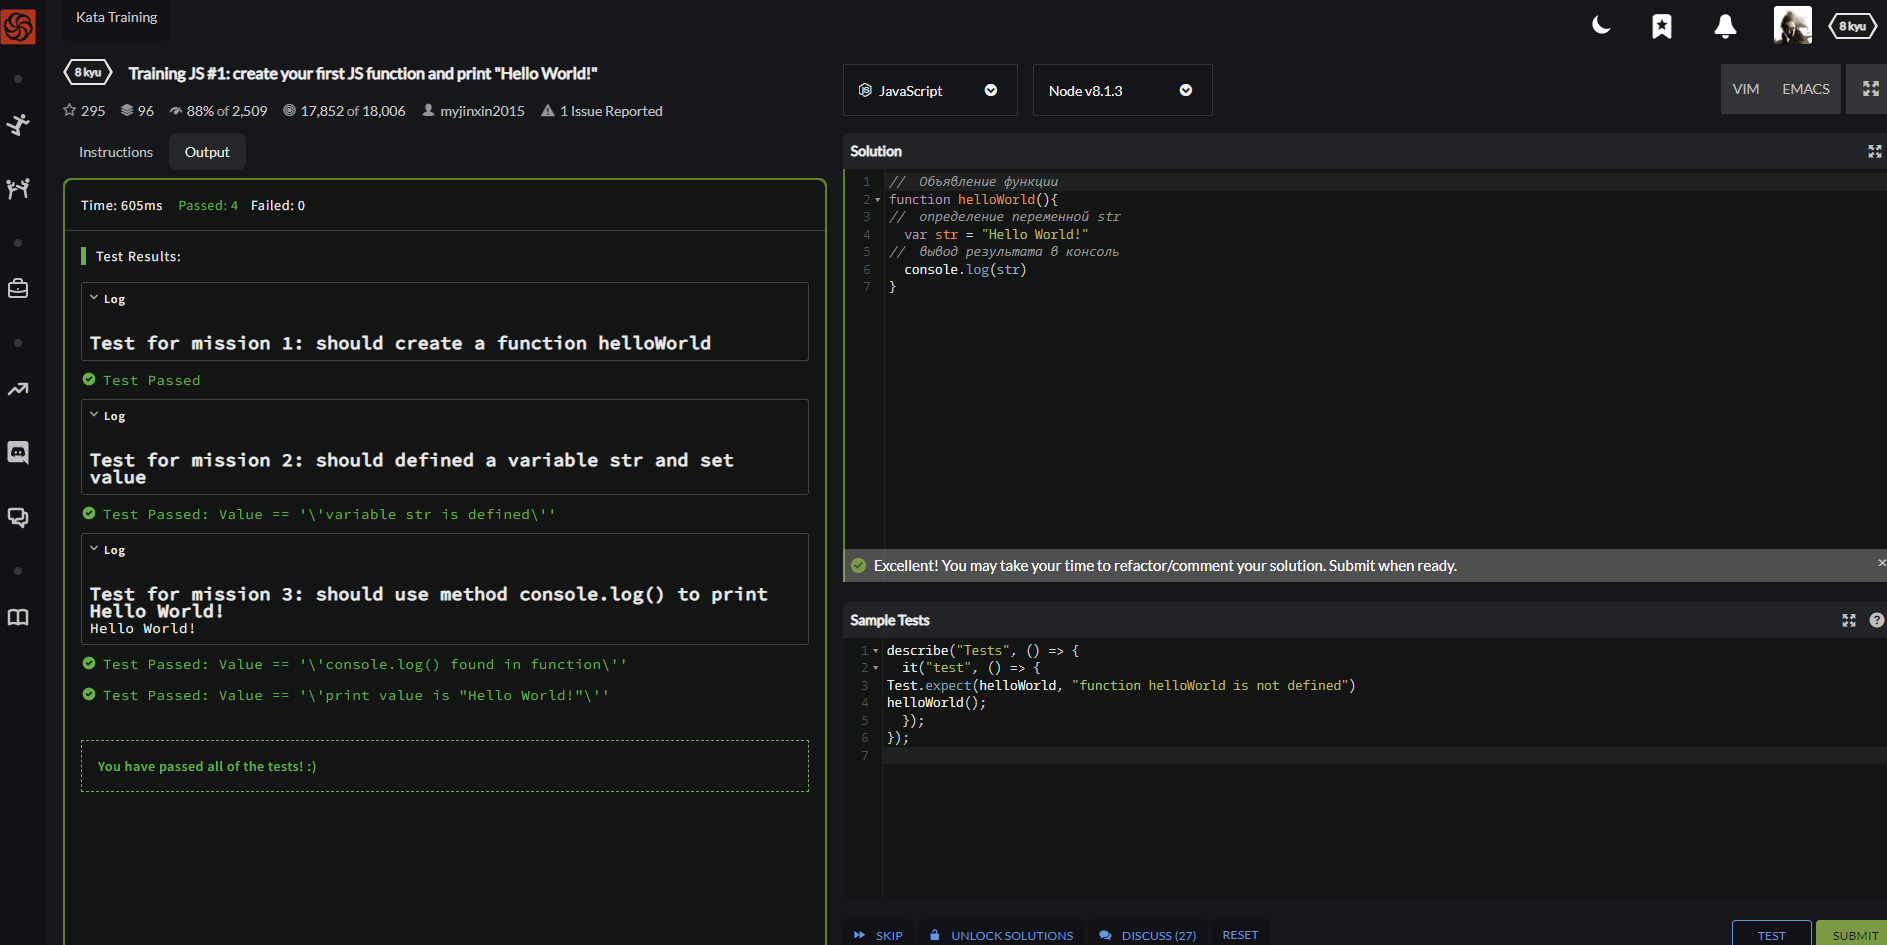 Kata Training
8 kyu
8 kyu
Training JS #1: create your first JS function and print "Hello World!"
295 96 88% of 2,509 17,852 of 18,006 myjinxin2015 1 Issue Reported
Instructions Output
Time: 605ms Passed: 4 Failed: 0
Test Results:
Log
Test for mission 1: should create a function helloWorld
Test Passed
Log
Test for mission 2: should defined a variable str and set
value
Test Passed: Value == '\'variable str is defined\''
Log
Test for mission 3: should use method console.log() to print
Hello World!
Hello World!
Test Passed: Value == '\'console.log() found in function\''
Test Passed: Value == '\'print value is "Hello World!"\''
You have passed all of the tests! :)
JavaScript Node v8.1.3 VIM EMACS
Solution
1 // Объявление функции
2 function helloWorld(){
3 // определение переменной str
4 var str = "Hello World!"
5 // вывод результата в консоль
6 console.log(str)
7 }
Excellent! You may take your time to refactor/comment your solution. Submit when ready. ×
Sample Tests ?
1 describe("Tests", () => {
2 it("test", () => {
3 Test.expect(helloWorld, "function helloWorld is not defined")
4 helloWorld();
5 });
6 });
7
SKIP UNLOCK SOLUTIONS DISCUSS (27) RESET TEST SUBMIT